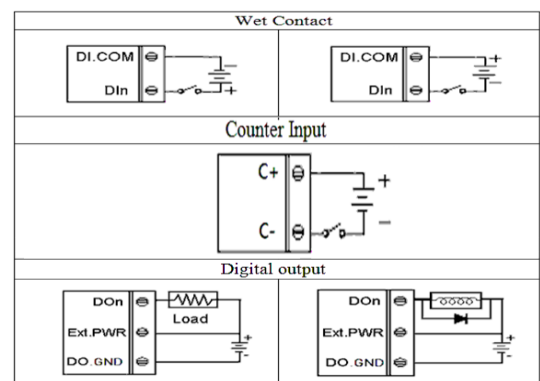 Wet Contact
DI.COM
DIn
DI.COM
DIn
Counter Input
C+
C-
Digital output
DOn
Load
Ext.PWR
DO.GND
DOn
Ext.PWR
DO.GND